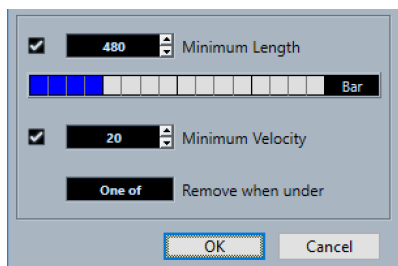 480 Minimum Length
Bar
20 Minimum Velocity
One of Remove when under
OK Cancel